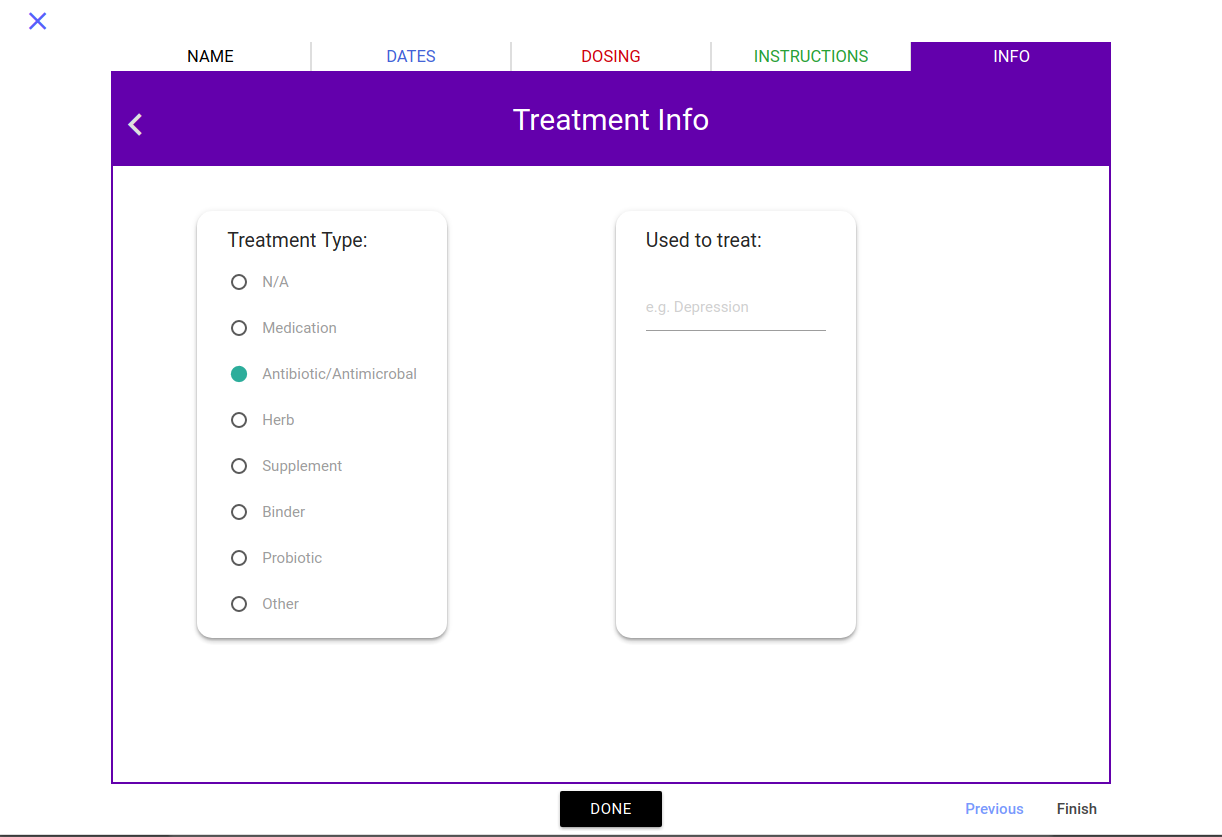 NAME
DATES
DOSING
INSTRUCTIONS
INFO
Treatment Info
Treatment Type:
N/A
Medication
Antibiotic/Antimicrobal
Herb
Supplement
Binder
Probiotic
Other
Used to treat:
e.g. Depression
DONE
Previous
Finish